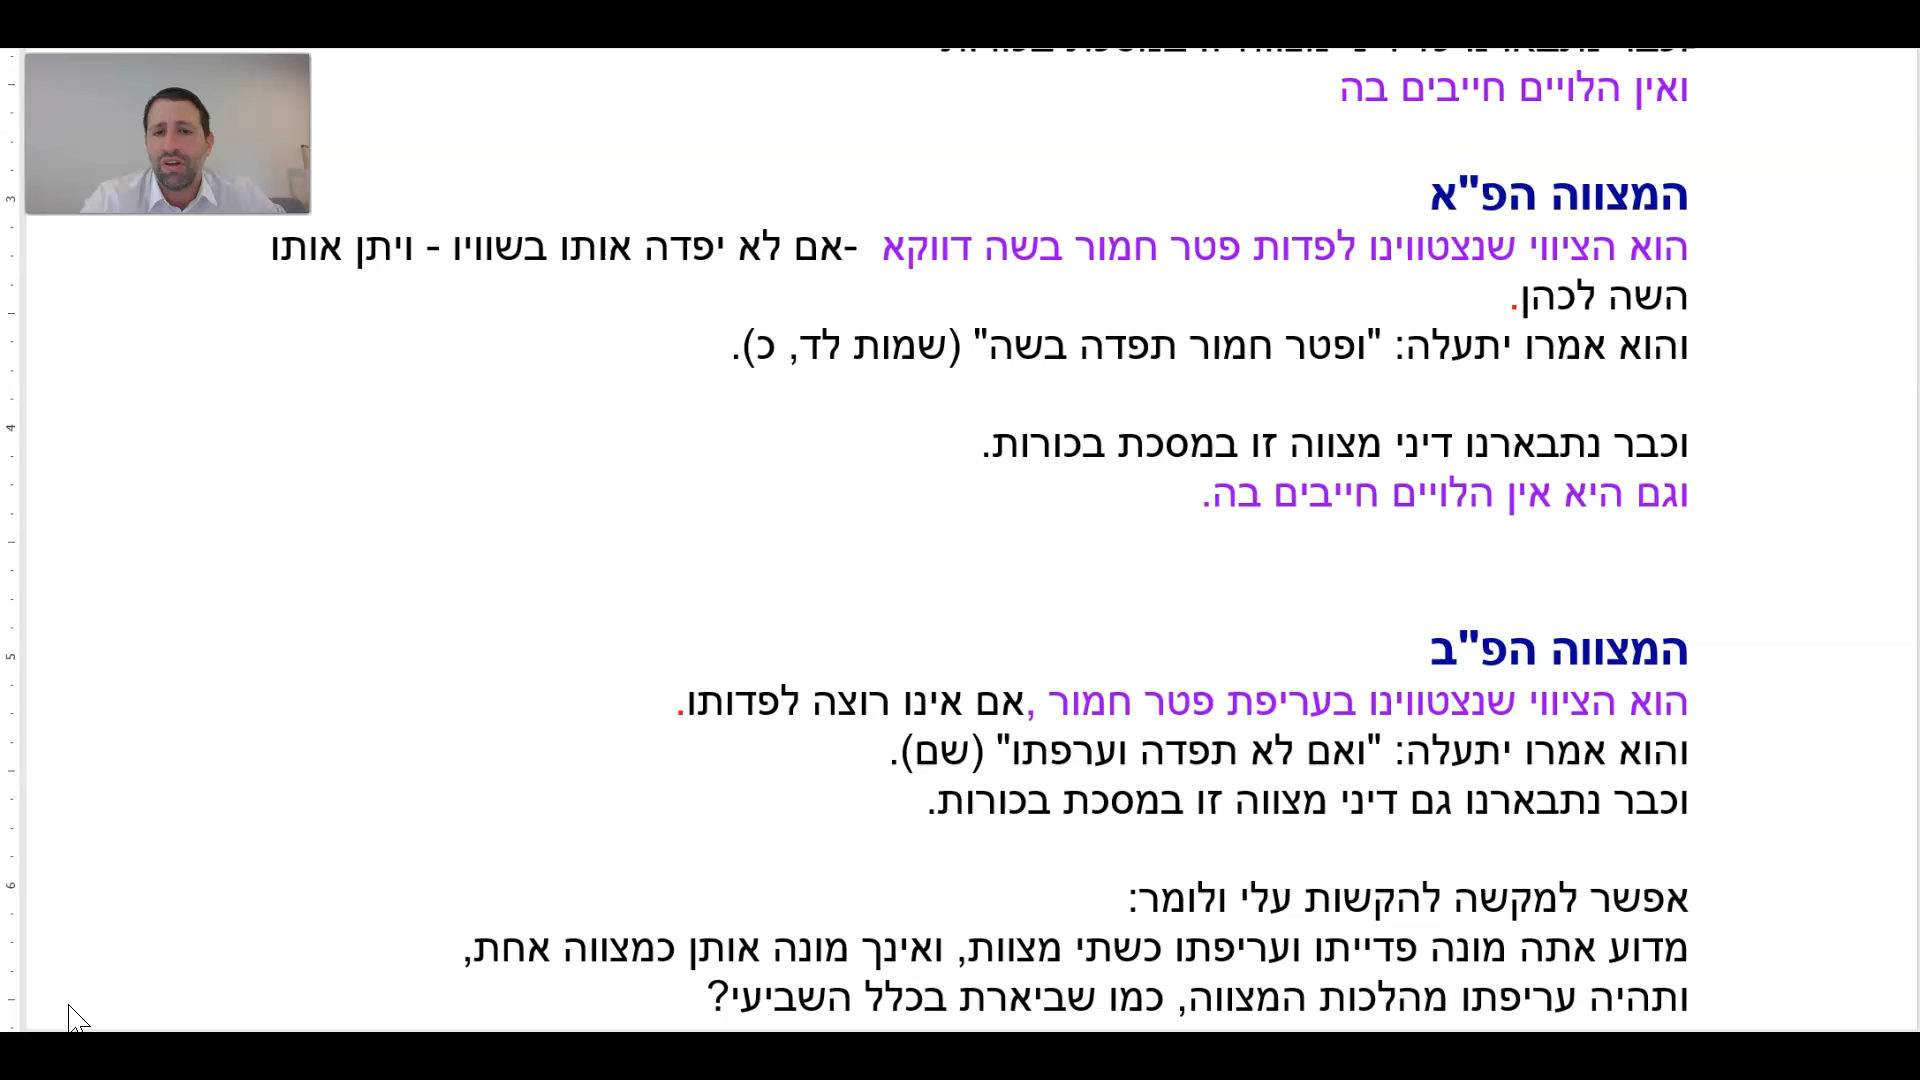 ואין הלויים חייבים בה
המצווה הפ"א
הוא הציווי שנצטווינו לפדות פטר חמור בשה דווקא -אם לא יפדה אותו בשוויו - ויתן אותו
השה לכהן.
והוא אמרו יתעלה: "ופטר חמור תפדה בשה" (שמות לד, כ).
וכבר נתבארנו דיני מצווה זו במסכת בכורות.
וגם היא אין הלויים חייבים בה.
המצווה הפ"ב
הוא הציווי שנצטווינו בעריפת פטר חמור ,אם אינו רוצה לפדותו.
והוא אמרו יתעלה: "ואם לא תפדה וערפתו" (שם).
וכבר נתבארנו גם דיני מצווה זו במסכת בכורות.
אפשר למקשה להקשות עלי ולומר:
מדוע אתה מונה פדייתו ועריפתו כשתי מצוות, ואינך מונה אותן כמצווה אחת,
ותהיה עריפתו מהלכות המצווה, כמו שביארת בכלל השביעי?
3
4
5
6